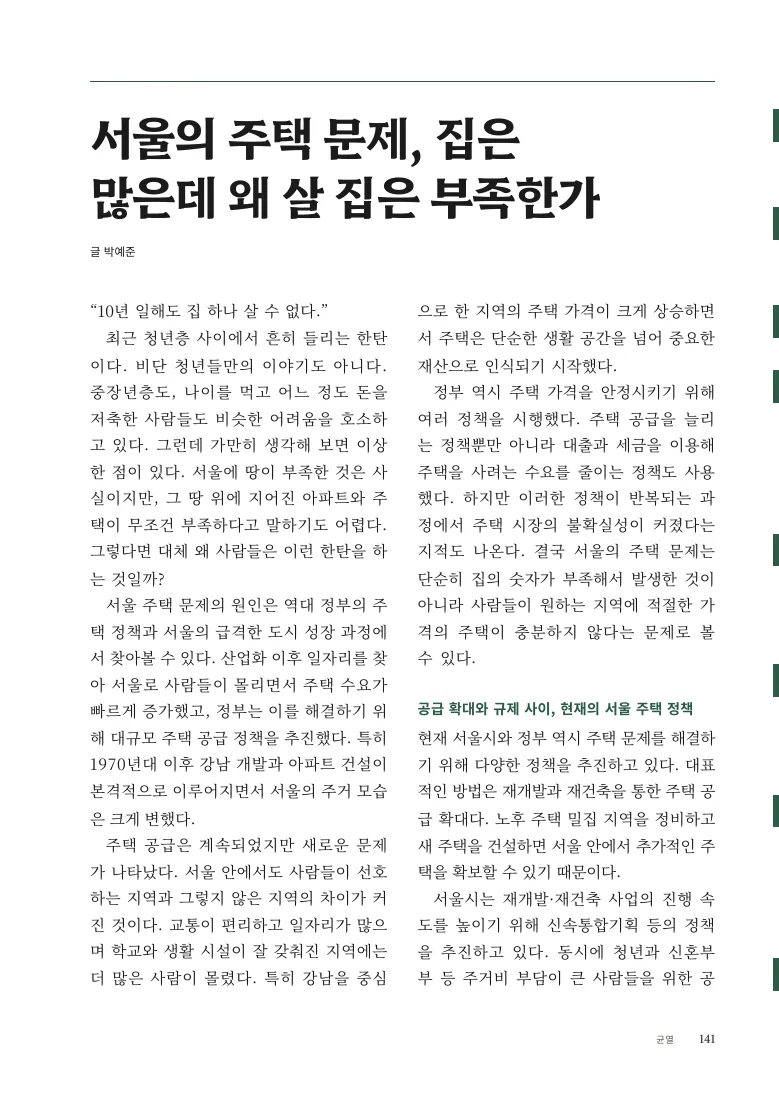 서울의 주택 문제, 집은
많은데 왜 살 집은 부족한가
글 박예준
“10년 일해도 집 하나 살 수 없다.”
최근 청년층 사이에서 흔히 들리는 한탄
이다. 비단 청년들만의 이야기도 아니다.
중장년층도, 나이를 먹고 어느 정도 돈을
저축한 사람들도 비슷한 어려움을 호소하
고 있다. 그런데 가만히 생각해 보면 이상
한 점이 있다. 서울에 땅이 부족한 것은 사
실이지만, 그 땅 위에 지어진 아파트와 주
택이 무조건 부족하다고 말하기도 어렵다.
그렇다면 대체 왜 사람들은 이런 한탄을 하
는 것일까?
서울 주택 문제의 원인은 역대 정부의 주
택 정책과 서울의 급격한 도시 성장 과정에
서 찾아볼 수 있다. 산업화 이후 일자리를 찾
아 서울로 사람들이 몰리면서 주택 수요가
빠르게 증가했고, 정부는 이를 해결하기 위
해 대규모 주택 공급 정책을 추진했다. 특히
1970년대 이후 강남 개발과 아파트 건설이
본격적으로 이루어지면서 서울의 주거 모습
은 크게 변했다.
주택 공급은 계속되었지만 새로운 문제
가 나타났다. 서울 안에서도 사람들이 선호
하는 지역과 그렇지 않은 지역의 차이가 커
진 것이다. 교통이 편리하고 일자리가 많으
며 학교와 생활 시설이 잘 갖춰진 지역에는
더 많은 사람이 몰렸다. 특히 강남을 중심
으로 한 지역의 주택 가격이 크게 상승하면
서 주택은 단순한 생활 공간을 넘어 중요한
재산으로 인식되기 시작했다.
정부 역시 주택 가격을 안정시키기 위해
여러 정책을 시행했다. 주택 공급을 늘리
는 정책뿐만 아니라 대출과 세금을 이용해
주택을 사려는 수요를 줄이는 정책도 사용
했다. 하지만 이러한 정책이 반복되는 과
정에서 주택 시장의 불확실성이 커졌다는
지적도 나온다. 결국 서울의 주택 문제는
단순히 집의 숫자가 부족해서 발생한 것이
아니라 사람들이 원하는 지역에 적절한 가
격의 주택이 충분하지 않다는 문제로 볼
수 있다.
공급 확대와 규제 사이, 현재의 서울 주택 정책
현재 서울시와 정부 역시 주택 문제를 해결하
기 위해 다양한 정책을 추진하고 있다. 대표
적인 방법은 재개발과 재건축을 통한 주택 공
급 확대다. 노후 주택 밀집 지역을 정비하고
새 주택을 건설하면 서울 안에서 추가적인 주
택을 확보할 수 있기 때문이다.
서울시는 재개발·재건축 사업의 진행 속
도를 높이기 위해 신속통합기획 등의 정책
을 추진하고 있다. 동시에 청년과 신혼부
부 등 주거비 부담이 큰 사람들을 위한 공
균열 141